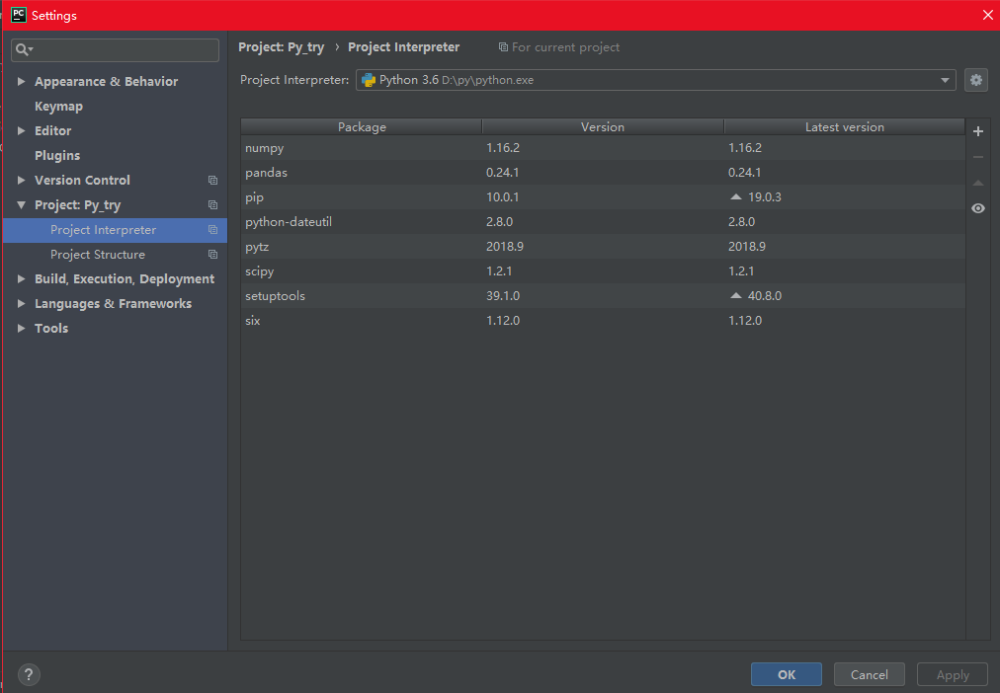 PC Settings
Project: Py_try › Project Interpreter For current project
Project Interpreter: Python 3.6 D:\py\python.exe
Appearance & Behavior
Keymap
Editor
Plugins
Version Control
Project: Py_try
Project Interpreter
Project Structure
Build, Execution, Deployment
Languages & Frameworks
Tools
Package Version Latest version
numpy 1.16.2 1.16.2
pandas 0.24.1 0.24.1
pip 10.0.1 19.0.3
python-dateutil 2.8.0 2.8.0
pytz 2018.9 2018.9
scipy 1.2.1 1.2.1
setuptools 39.1.0 40.8.0
six 1.12.0 1.12.0
? OK Cancel Apply